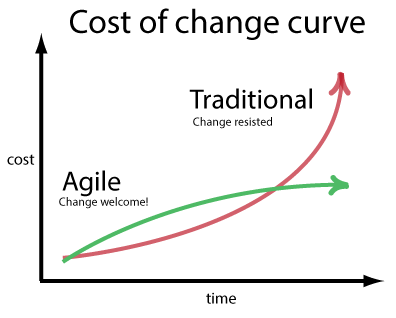 Cost of change curve
Traditional
Change resisted
cost
Agile
Change welcome!
time